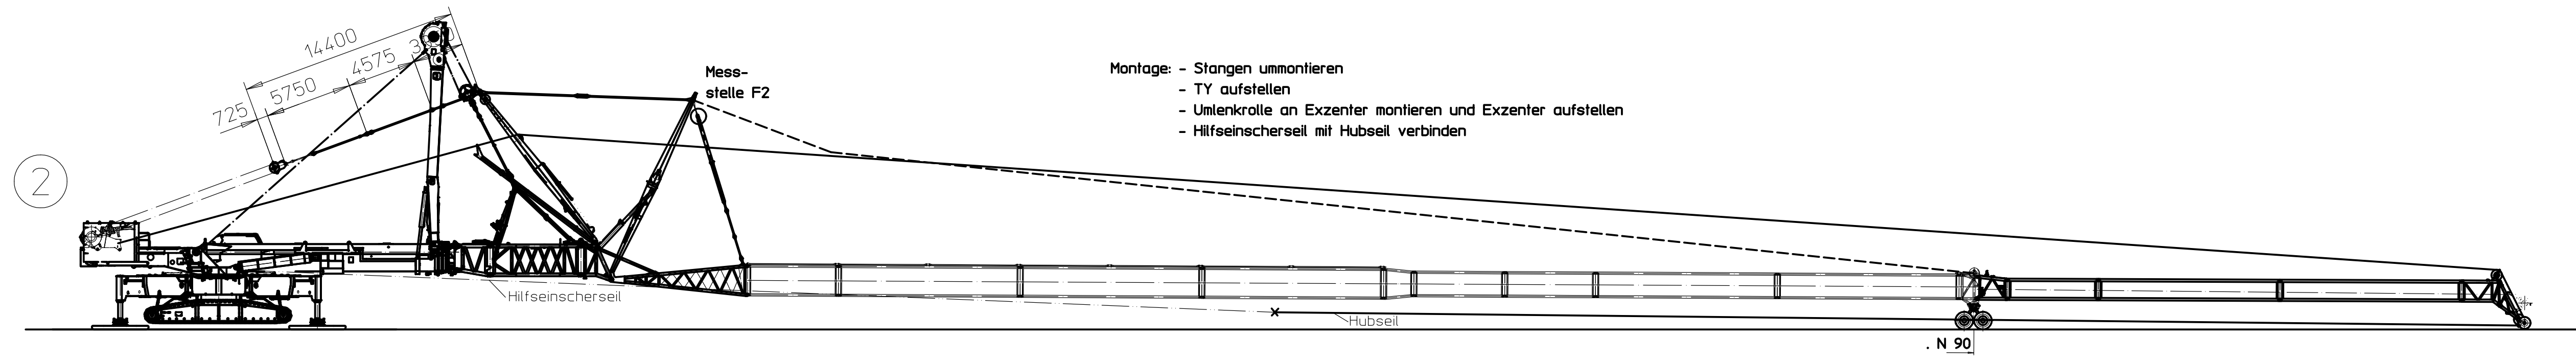 14400
4575
5750
725
Mess-
stelle F2
Montage: - Stangen ummontieren
- TY aufstellen
- Umlenkrolle an Exzenter montieren und Exzenter aufstellen
- Hilfseinscherseil mit Hubseil verbinden
2
Hilfseinscherseil
Hubseil
. N 90